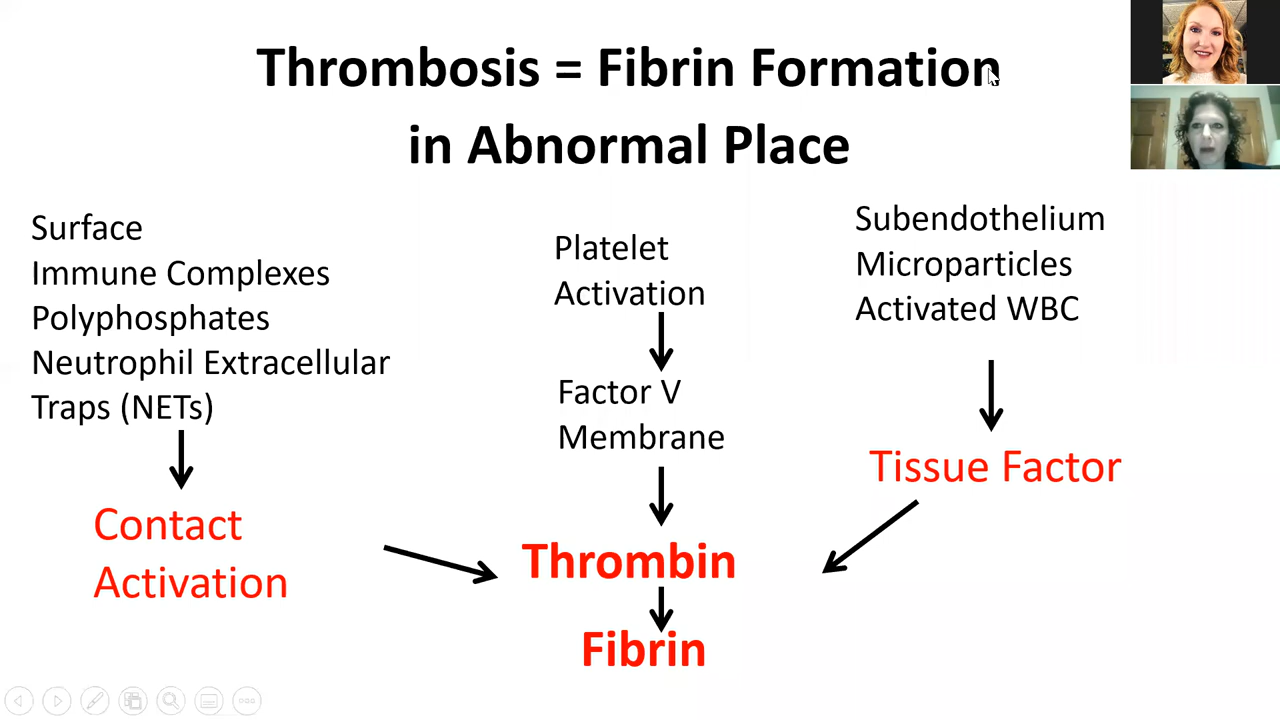 Thrombosis = Fibrin Formation
in Abnormal Place
Surface
Immune Complexes
Polyphosphates
Neutrophil Extracellular
Traps (NETs)
Contact
Activation
Platelet
Activation
Factor V
Membrane
Thrombin
Fibrin
Subendothelium
Microparticles
Activated WBC
Tissue Factor